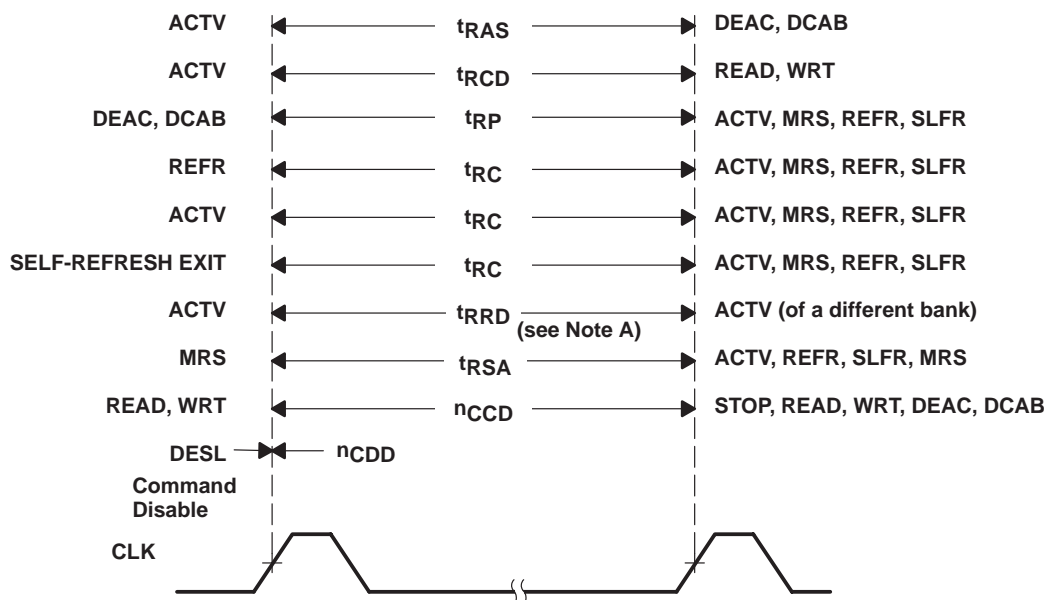 ACTV tRAS DEAC, DCAB
ACTV tRCD READ, WRT
DEAC, DCAB tRP ACTV, MRS, REFR, SLFR
REFR tRC ACTV, MRS, REFR, SLFR
ACTV tRC ACTV, MRS, REFR, SLFR
SELF-REFRESH EXIT tRC ACTV, MRS, REFR, SLFR
ACTV tRRD (see Note A) ACTV (of a different bank)
MRS tRSA ACTV, REFR, SLFR, MRS
READ, WRT nCCD STOP, READ, WRT, DEAC, DCAB
DESL nCDD
Command
Disable
CLK